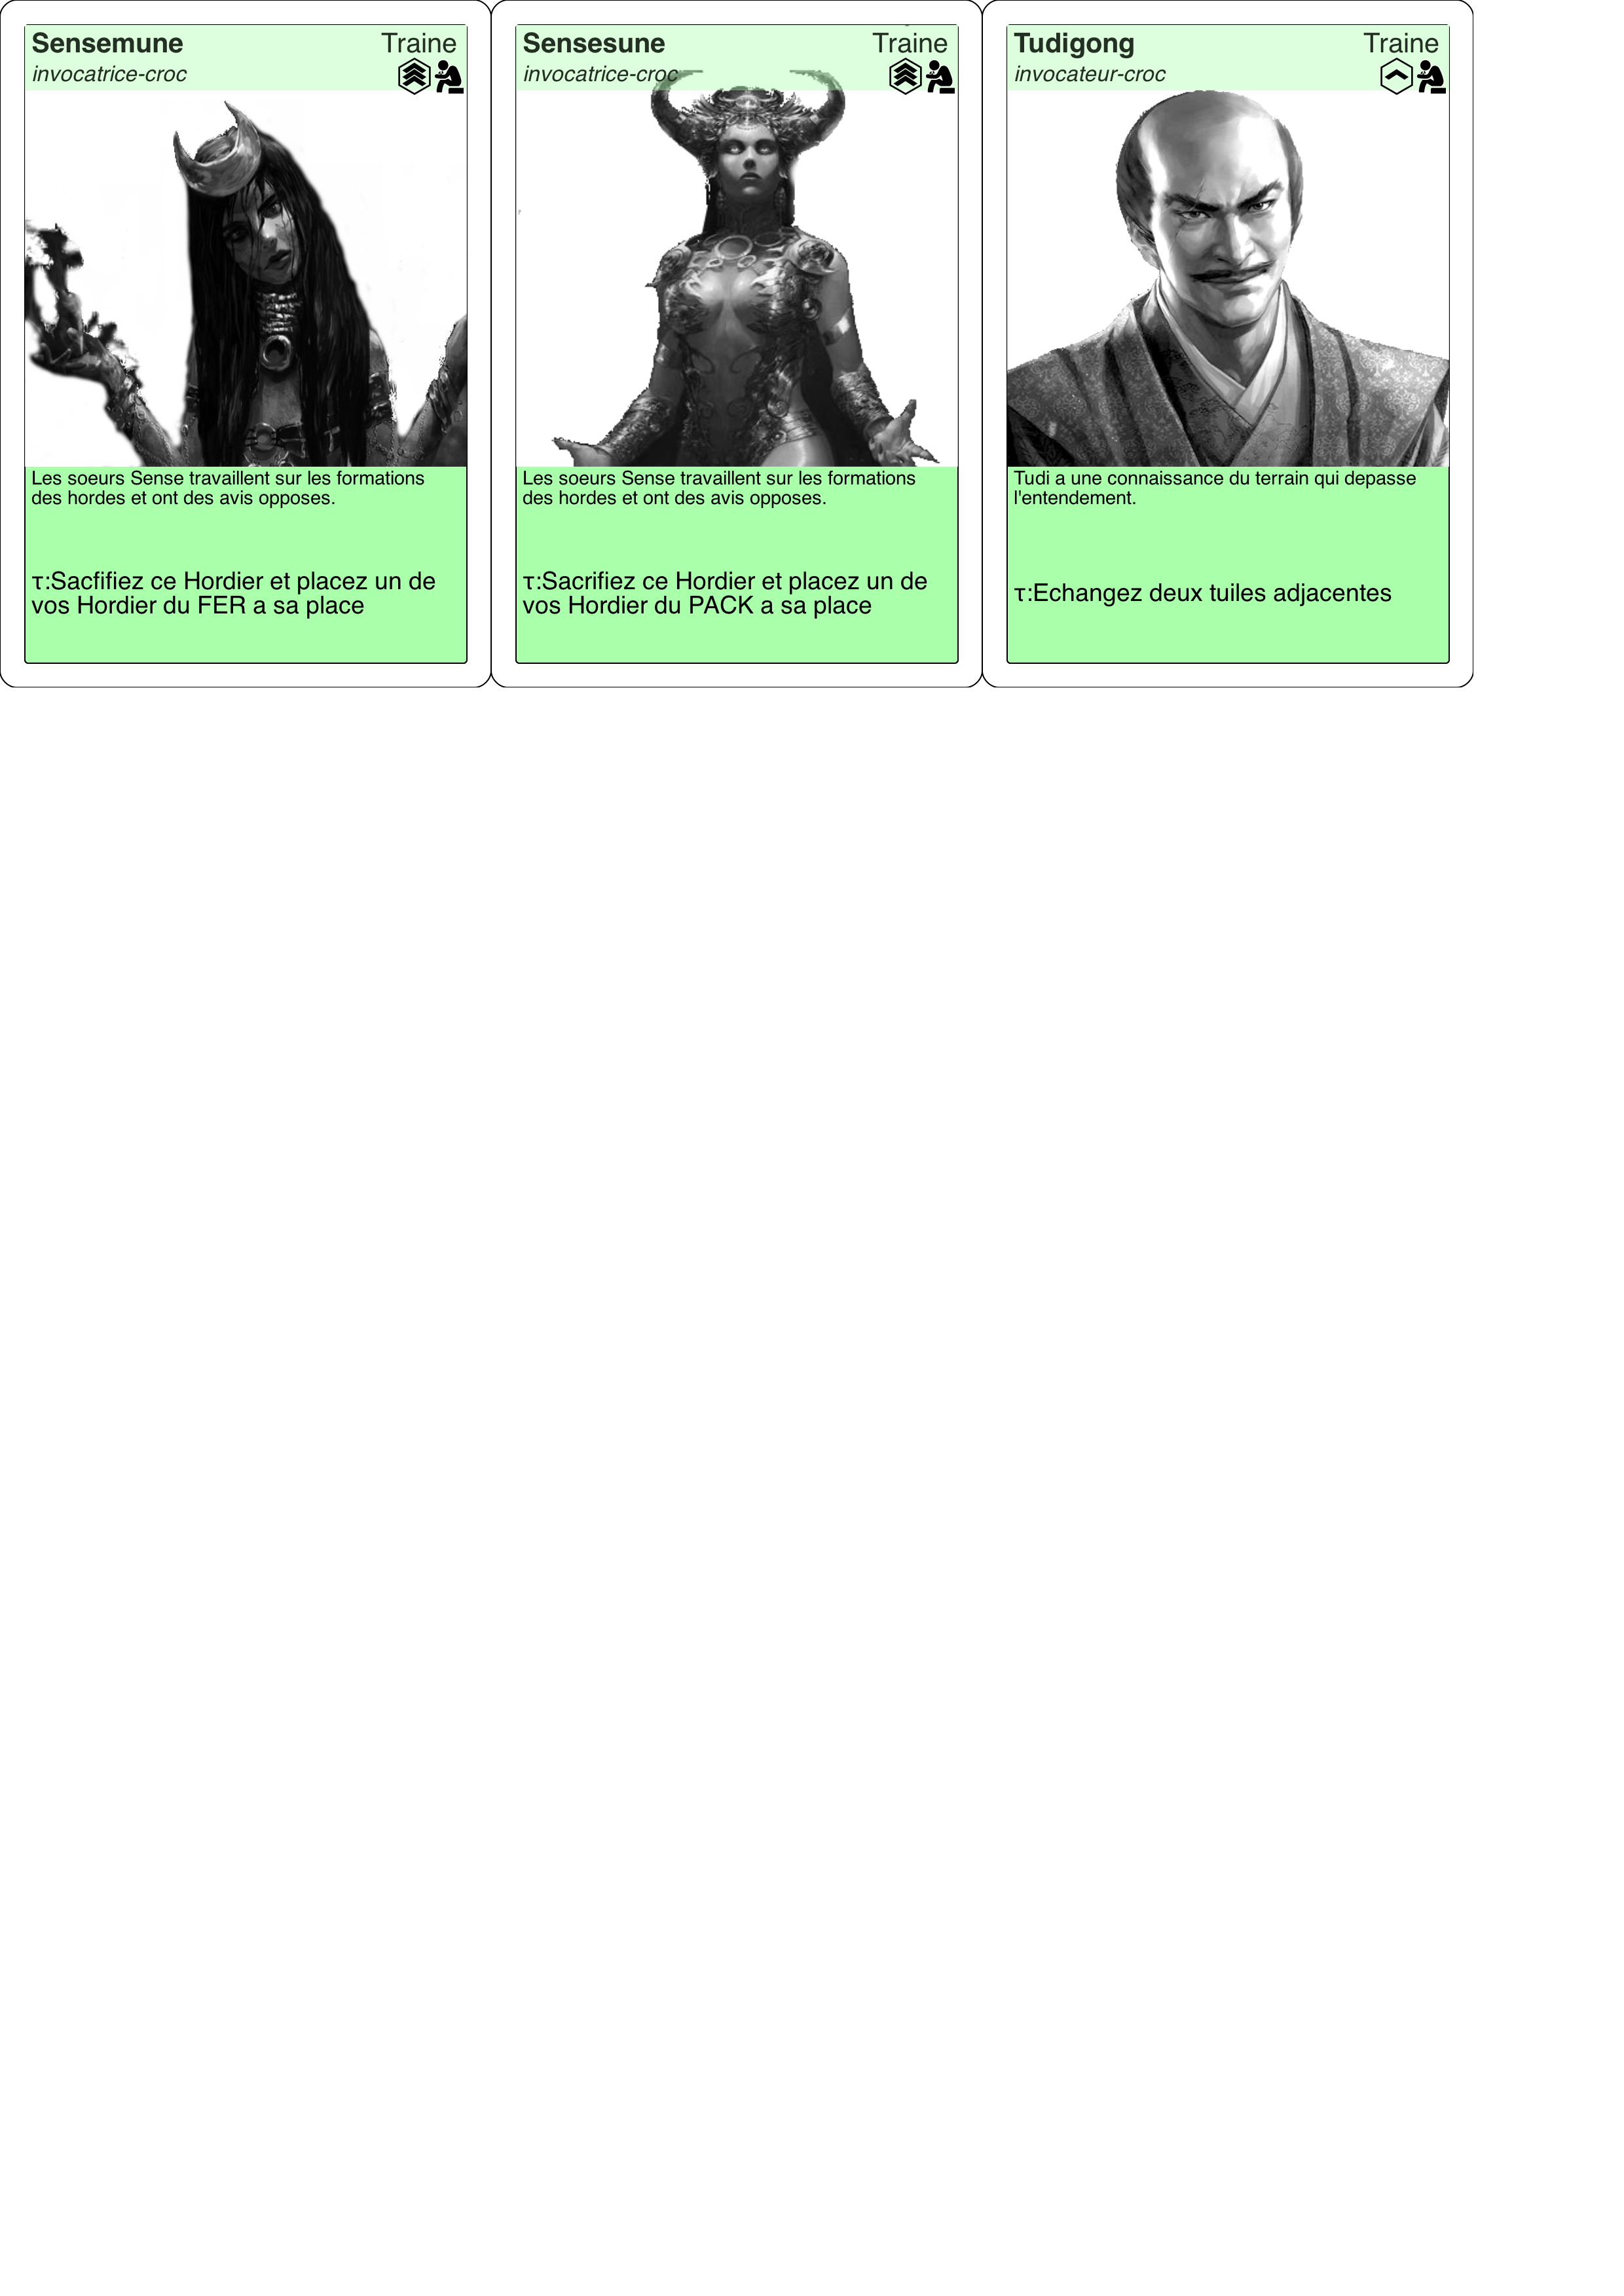 Sensemune Traine
invocatrice-croc
Les soeurs Sense travaillent sur les formations
des hordes et ont des avis opposes.
τ:Sacfifiez ce Hordier et placez un de
vos Hordier du FER a sa place
Sensesune Traine
invocatrice-croc
Les soeurs Sense travaillent sur les formations
des hordes et ont des avis opposes.
τ:Sacrifiez ce Hordier et placez un de
vos Hordier du PACK a sa place
Tudigong Traine
invocateur-croc
Tudi a une connaissance du terrain qui depasse
l'entendement.
τ:Echangez deux tuiles adjacentes